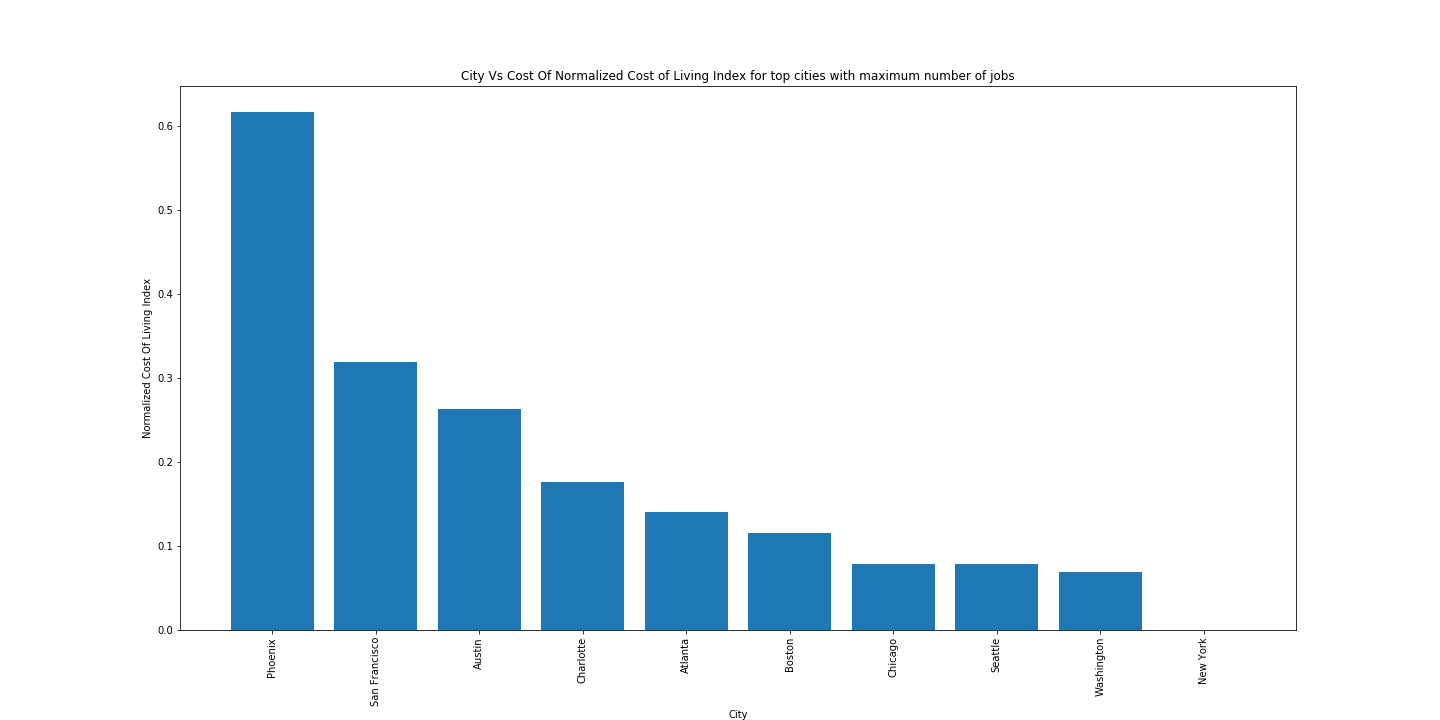 City Vs Cost Of Normalized Cost of Living Index for top cities with maximum number of jobs
Normalized Cost Of Living Index
0.6
0.5
0.4
0.3
0.2
0.1
0.0
Phoenix
San Francisco
Austin
Charlotte
Atlanta
Boston
Chicago
Seattle
Washington
New York
City